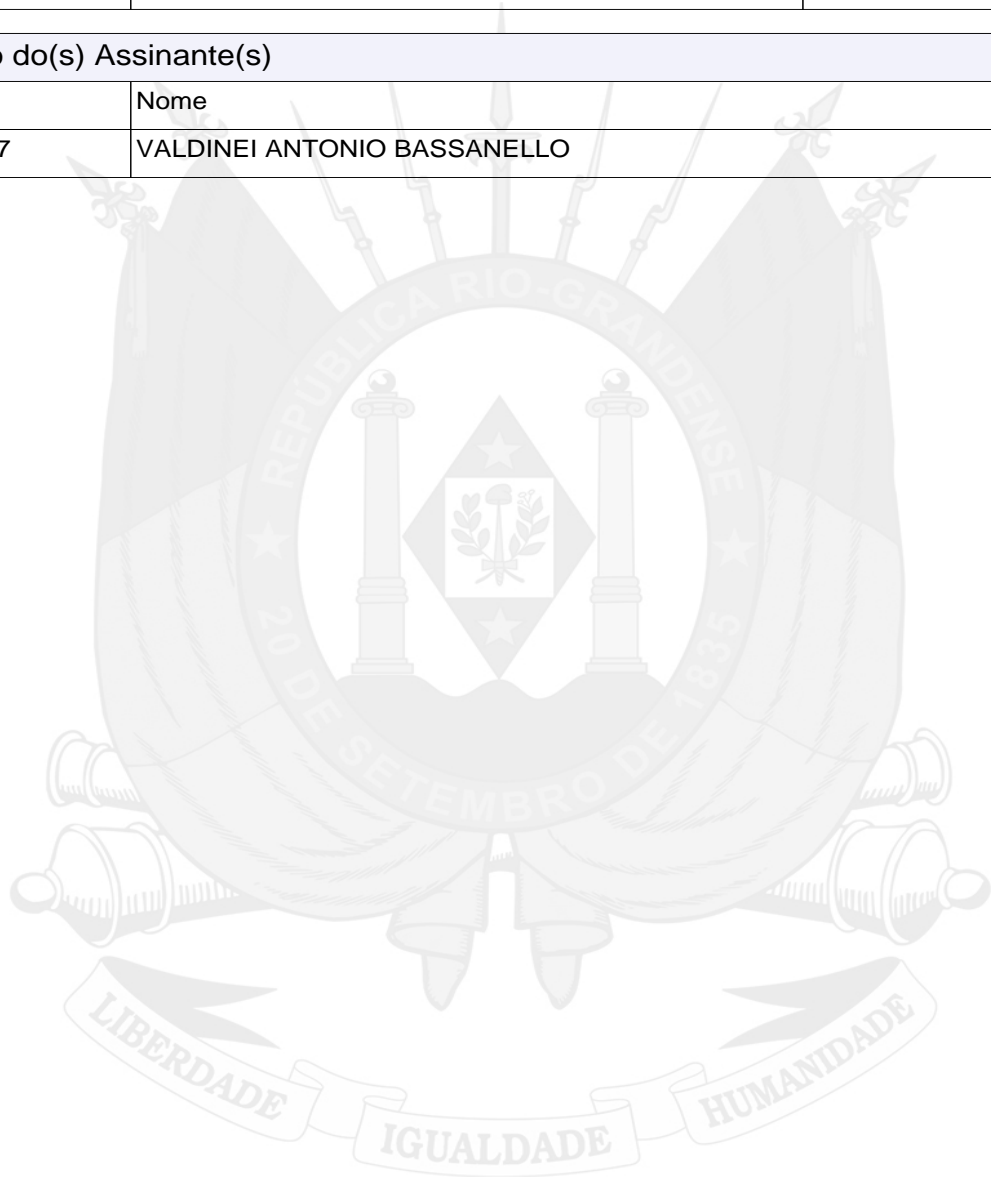 o do(s) Assinante(s)
Nome
7 VALDINEI ANTONIO BASSANELLO
REPÚBLICA RIO-GRANDENSE
20 DE SETEMBRO DE 1835
LIBERDADE IGUALDADE HUMANIDADE